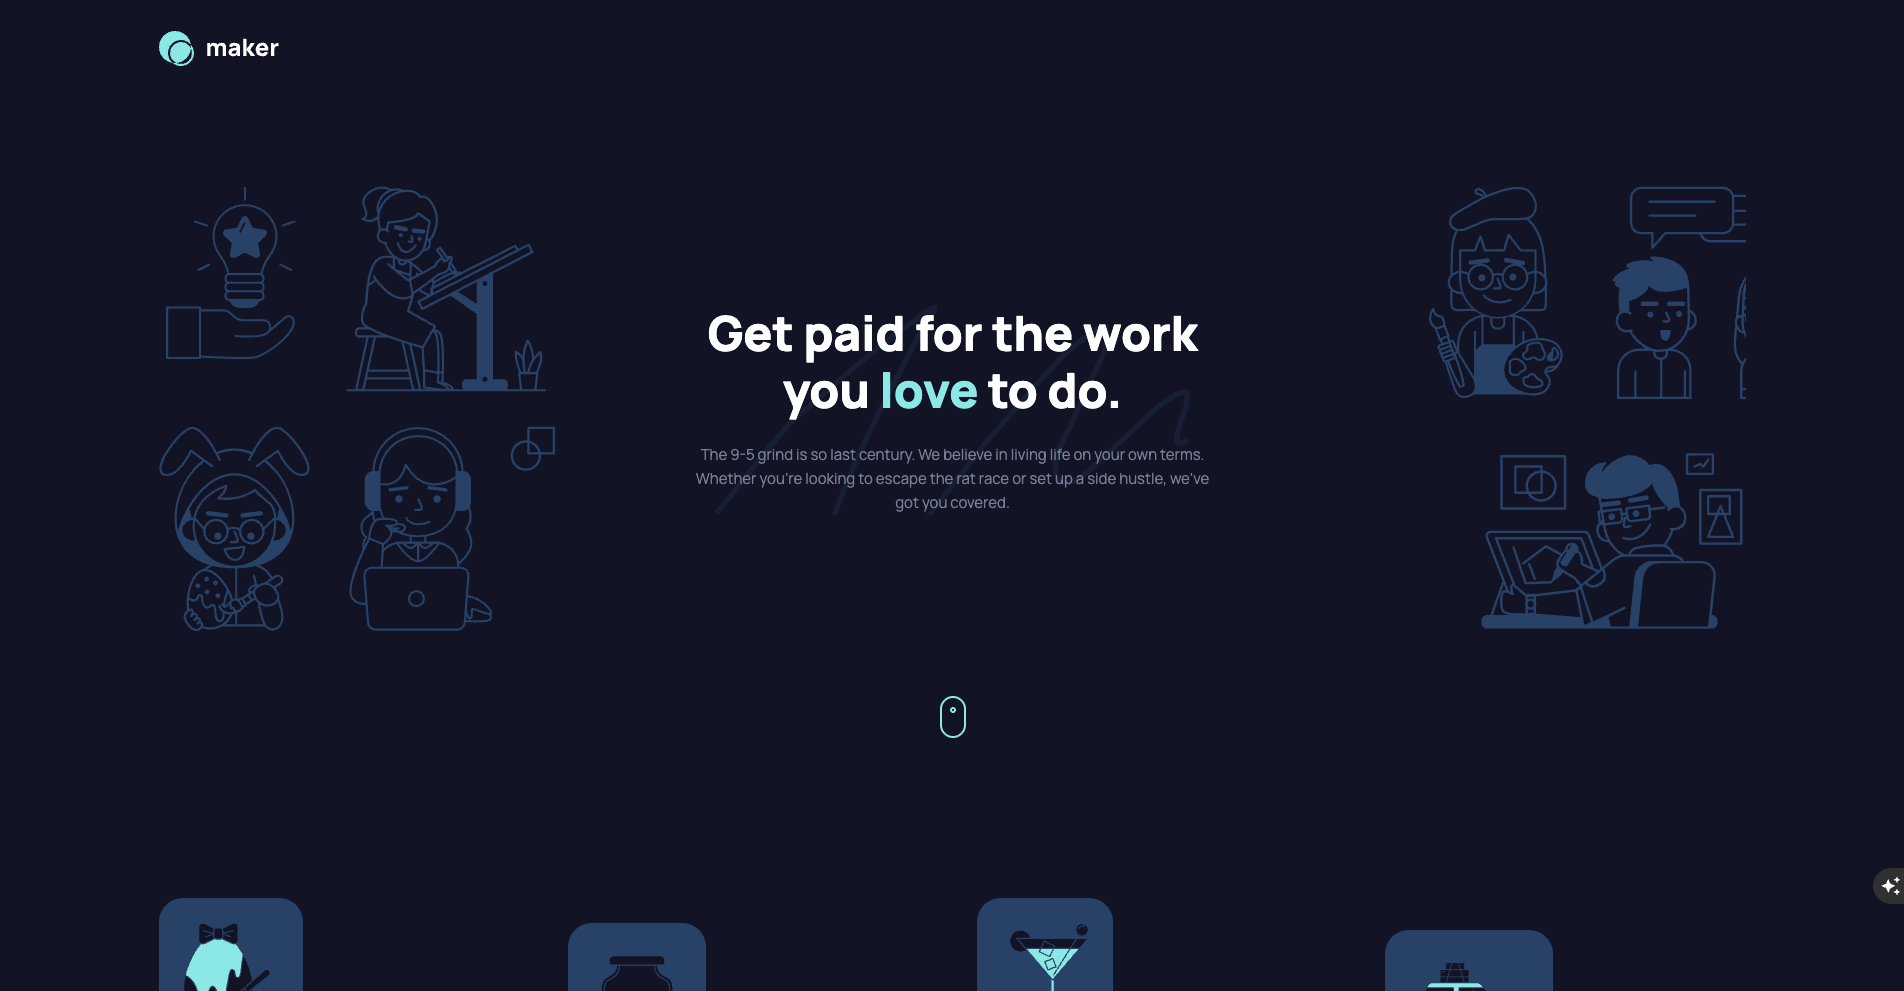 maker
Get paid for the work
you love to do.
The 9-5 grind is so last century. We believe in living life on your own terms.
Whether you’re looking to escape the rat race or set up a side hustle, we’ve
got you covered.